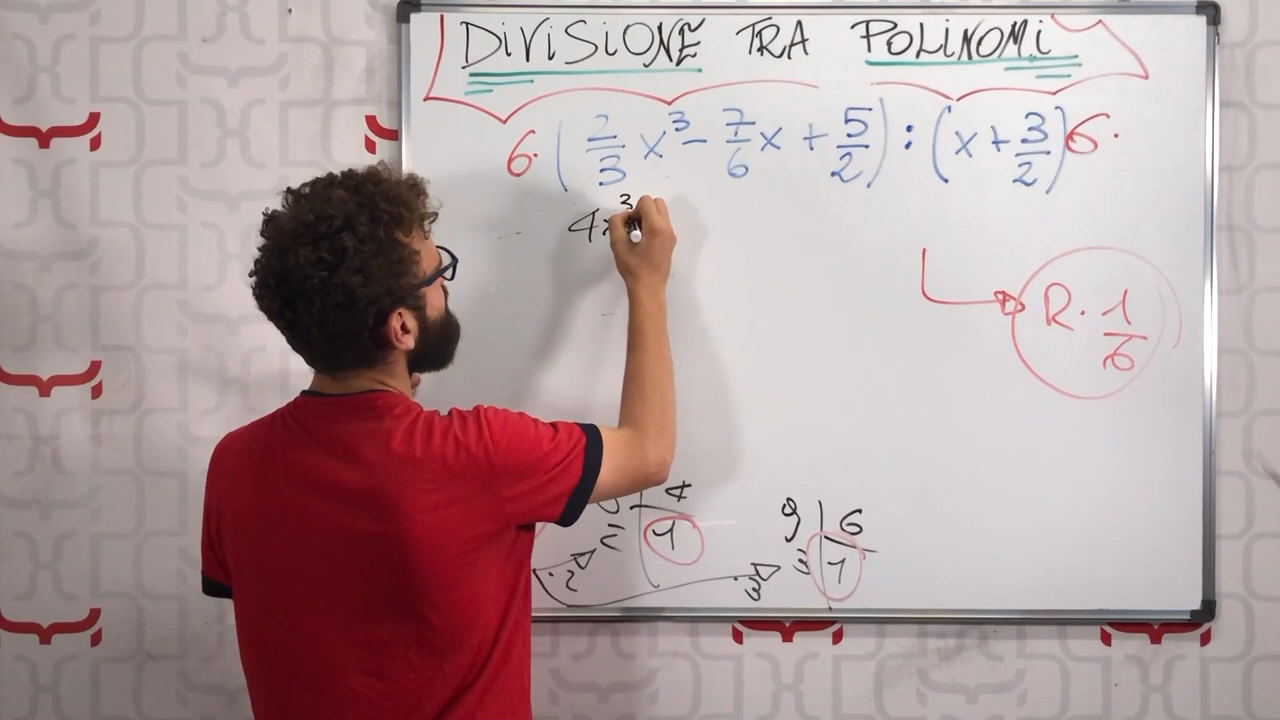 DIVISIONE TRA POLINOMI
6· ( 2/3 x³ - 7/6 x + 5/2 ) : ( x + 3/2 ) 6·
4x³
R. 1/6
4
9 | 6
1